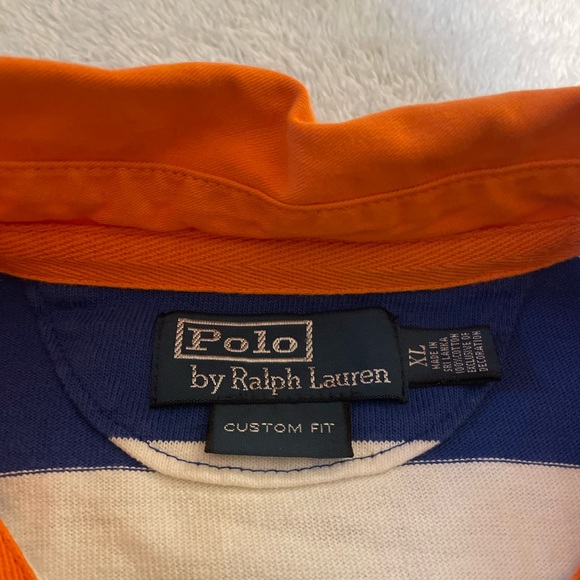 Polo
by Ralph Lauren
CUSTOM FIT
XL
MADE IN
SRI LANKA
100% COTTON
EXCLUSIVE OF
DECORATION